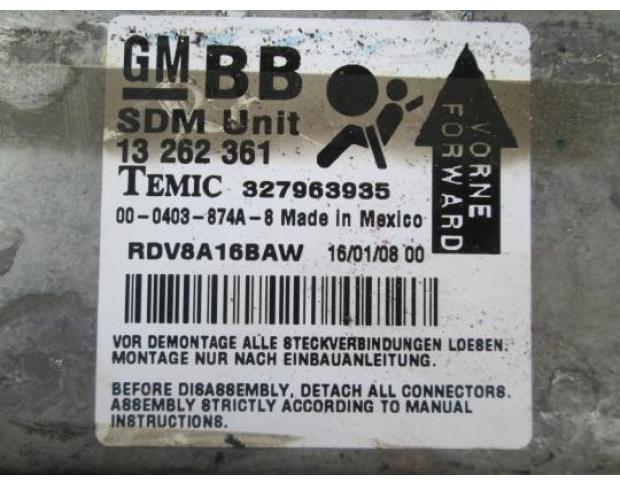 GM BB
SDM Unit
13 262 361
TEMIC 327963935
00-0403-874A-8 Made in Mexico
RDV8A16BAW 16/01/08 00
VORNE
FORWARD
VOR DEMONTAGE ALLE STECKVERBINDUNGEN LOESEN.
MONTAGE NUR NACH EINBAUANLEITUNG.
BEFORE DISASSEMBLY, DETACH ALL CONNECTORS.
ASSEMBLY STRICTLY ACCORDING TO MANUAL
INSTRUCTIONS.